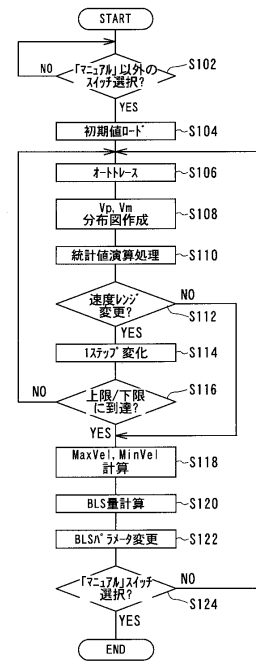 START
「ﾏﾆｭｱﾙ」以外の
スイッチ選択?
S102
NO
YES
初期値ﾛｰﾄﾞ
S104
ｵｰﾄﾄﾚｰｽ
S106
Vp, Vm
分布図作成
S108
統計値演算処理
S110
速度レンジ
変更?
NO
S112
YES
1ｽﾃｯﾌﾟ変化
S114
上限/下限
に到達?
S116
NO
YES
MaxVel, MinVel
計算
S118
BLS量計算
S120
BLSﾊﾟﾗﾒｰﾀ変更
S122
「ﾏﾆｭｱﾙ」スイッチ
選択?
NO
S124
YES
END